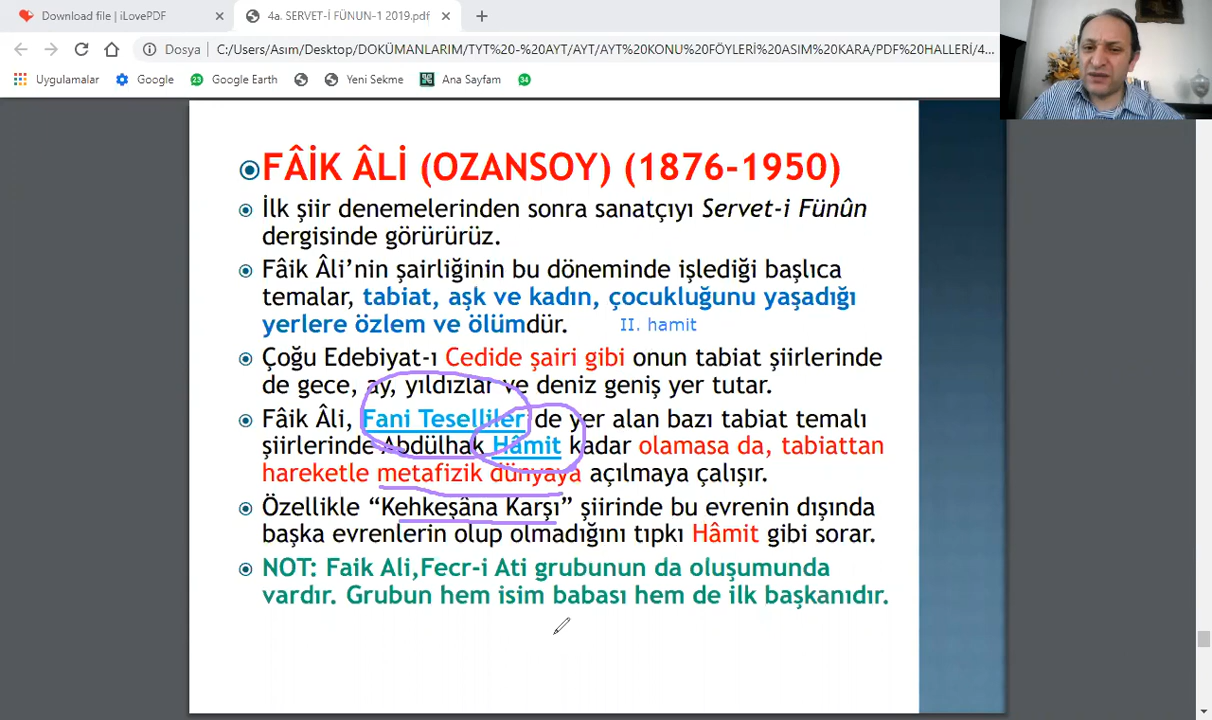 Download file | iLovePDF
4a. SERVET-İ FÜNUN-1 2019.pdf
Dosya
C:/Users/Asım/Desktop/DOKÜMANLARIM/TYT%20-%20AYT/AYT/AYT%20KONU%20FÖYLERİ%20ASIM%20KARA/PDF%20HALLERİ/4...
Uygulamalar
Google
23
Google Earth
Yeni Sekme
Ana Sayfam
34
FÂİK ÂLİ (OZANSOY) (1876-1950)
İlk şiir denemelerinden sonra sanatçıyı Servet-i Fünûn
dergisinde görürürüz.
Fâik Âli’nin şairliğinin bu döneminde işlediği başlıca
temalar, tabiat, aşk ve kadın, çocukluğunu yaşadığı
yerlere özlem ve ölümdür.
II. hamit
Çoğu Edebiyat-ı Cedide şairi gibi onun tabiat şiirlerinde
de gece, ay, yıldızlar ve deniz geniş yer tutar.
Fâik Âli, Fani Teselliler de yer alan bazı tabiat temalı
şiirlerinde Abdülhak Hâmit kadar olamasa da, tabiattan
hareketle metafizik dünyaya açılmaya çalışır.
Özellikle “Kehkeşâna Karşı” şiirinde bu evrenin dışında
başka evrenlerin olup olmadığını tıpkı Hâmit gibi sorar.
NOT: Faik Ali,Fecr-i Ati grubunun da oluşumunda
vardır. Grubun hem isim babası hem de ilk başkanıdır.